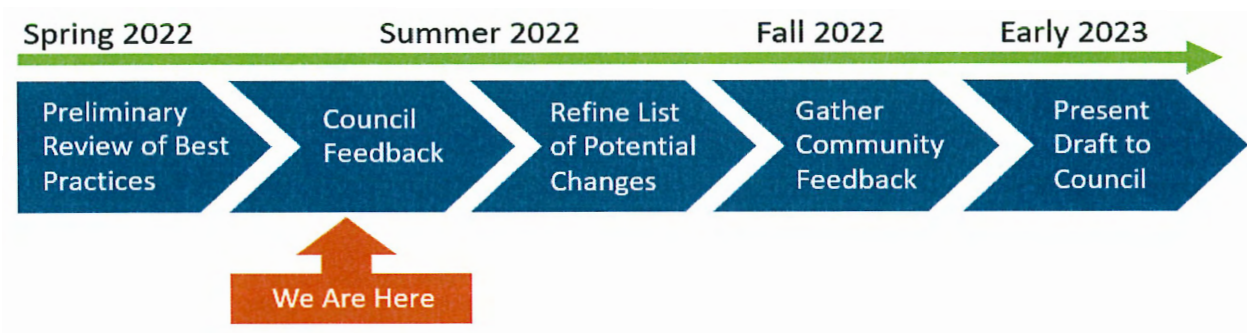 Spring 2022 Summer 2022 Fall 2022 Early 2023
Preliminary
Review of Best
Practices
Council
Feedback
Refine List
of Potential
Changes
Gather
Community
Feedback
Present
Draft to
Council
We Are Here